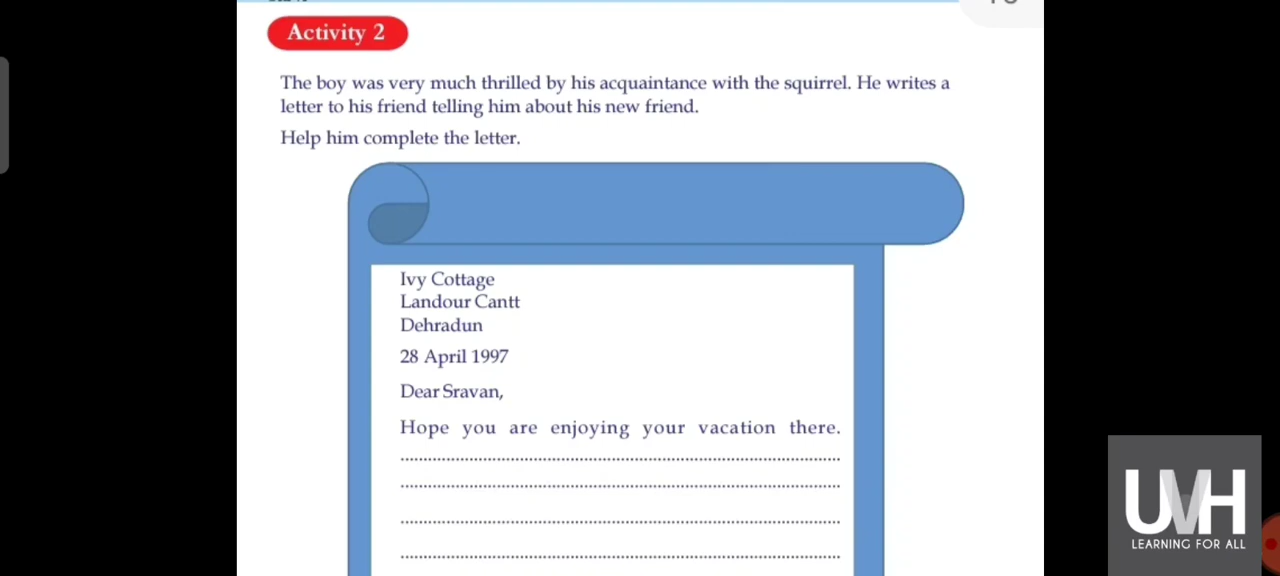 Activity 2
The boy was very much thrilled by his acquaintance with the squirrel. He writes a
letter to his friend telling him about his new friend.
Help him complete the letter.
Ivy Cottage
Landour Cantt
Dehradun
28 April 1997
Dear Sravan,
Hope you are enjoying your vacation there.
UVH
LEARNING FOR ALL